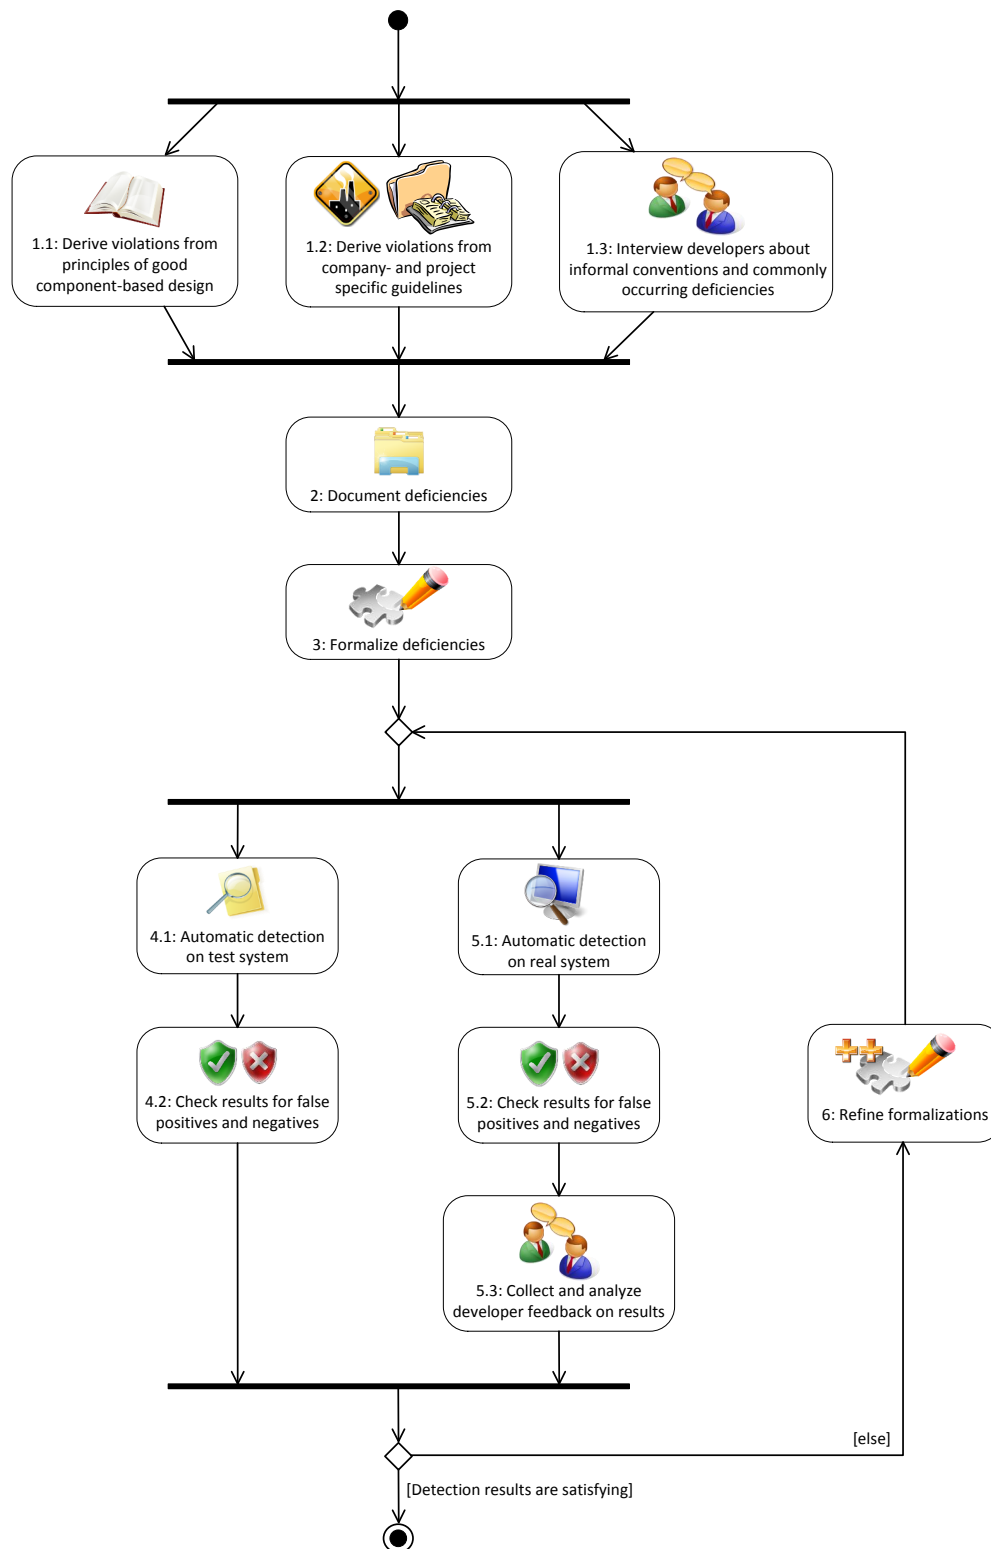 1.1: Derive violations from
principles of good
component-based design
1.2: Derive violations from
company- and project
specific guidelines
1.3: Interview developers about
informal conventions and commonly
occurring deficiencies
2: Document deficiencies
3: Formalize deficiencies
4.1: Automatic detection
on test system
5.1: Automatic detection
on real system
4.2: Check results for false
positives and negatives
5.2: Check results for false
positives and negatives
6: Refine formalizations
5.3: Collect and analyze
developer feedback on results
[else]
[Detection results are satisfying]